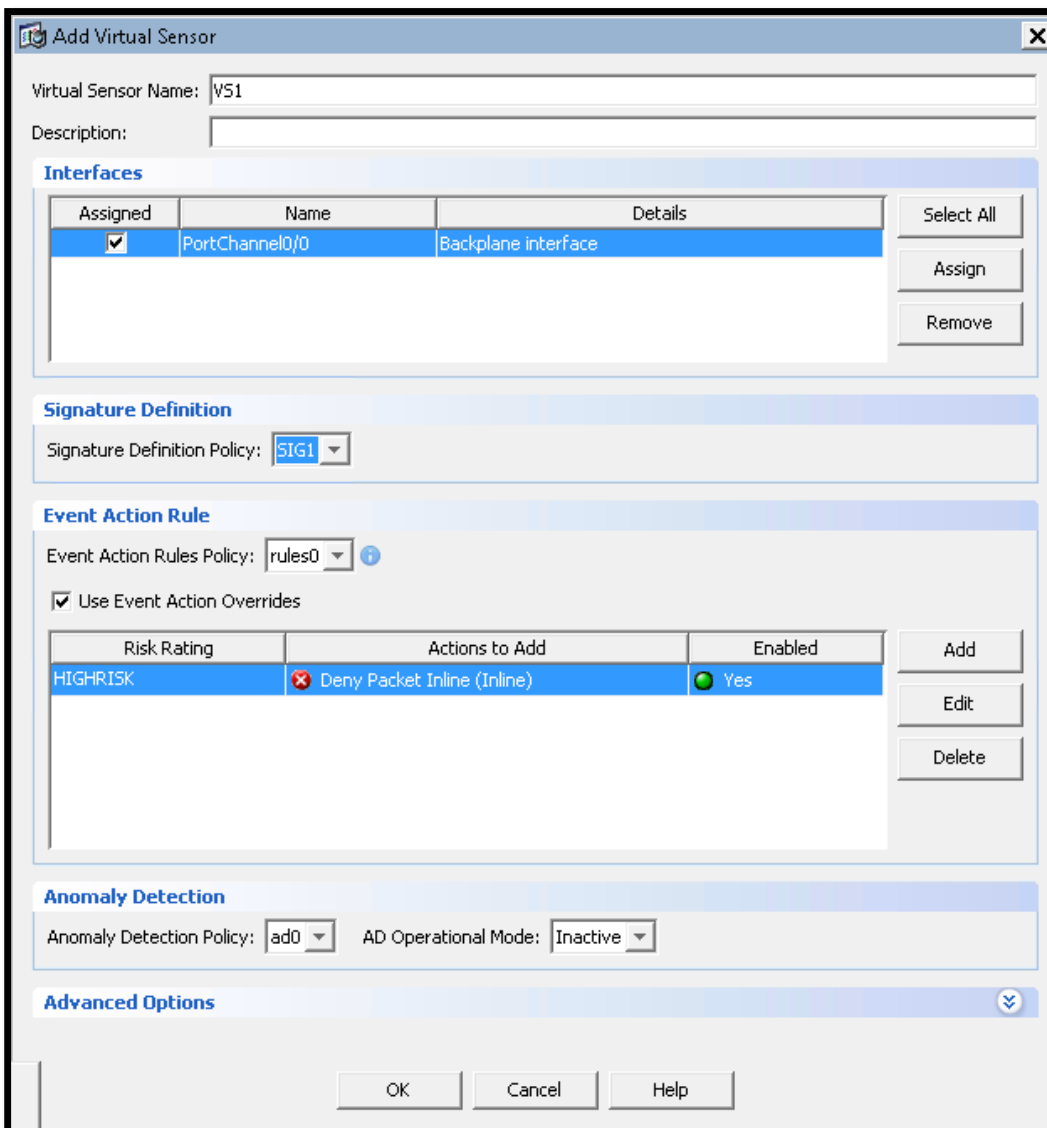 Add Virtual Sensor
Virtual Sensor Name: VS1
Description:
Interfaces
Assigned Name Details
PortChannel0/0 Backplane interface
Select All
Assign
Remove
Signature Definition
Signature Definition Policy: SIG1
Event Action Rule
Event Action Rules Policy: rules0
Use Event Action Overrides
Risk Rating Actions to Add Enabled
HIGHRISK Deny Packet Inline (Inline) Yes
Add
Edit
Delete
Anomaly Detection
Anomaly Detection Policy: ad0 AD Operational Mode: Inactive
Advanced Options
OK Cancel Help